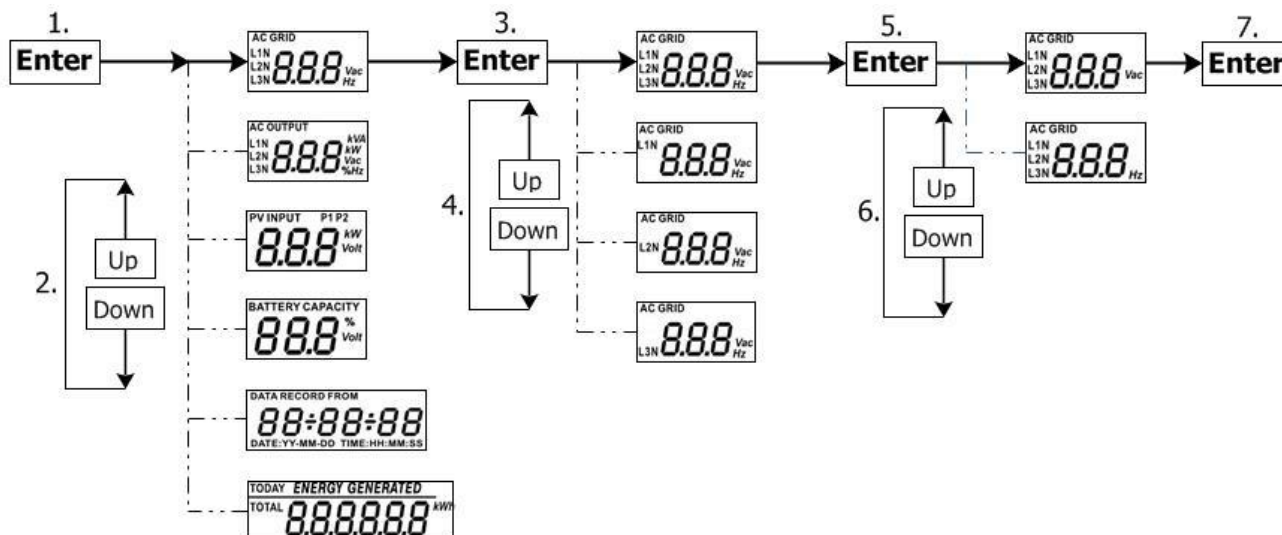 1.
Enter
AC GRID
L1N
L2N
L3N
8.8.8
Vac
Hz
AC OUTPUT
L1N
L2N
L3N
8.8.8
kVA
kW
Vac
%Hz
2.
Up
Down
PV INPUT P1 P2
8.8.8
kW
Volt
BATTERY CAPACITY
88.8
%
Volt
DATA RECORD FROM
88:88:88
DATE:YY-MM-DD TIME:HH:MM:SS
TODAY ENERGY GENERATED
TOTAL 8.8.8.8.8.8 kWh
3.
Enter
4.
Up
Down
AC GRID
L1N
L2N
L3N
8.8.8
Vac
Hz
AC GRID
L1N
8.8.8
Vac
Hz
AC GRID
L2N
8.8.8
Vac
Hz
AC GRID
L3N
8.8.8
Vac
Hz
5.
Enter
6.
Up
Down
AC GRID
L1N
L2N
L3N
8.8.8
Vac
AC GRID
L1N
L2N
L3N
8.8.8
Hz
7.
Enter